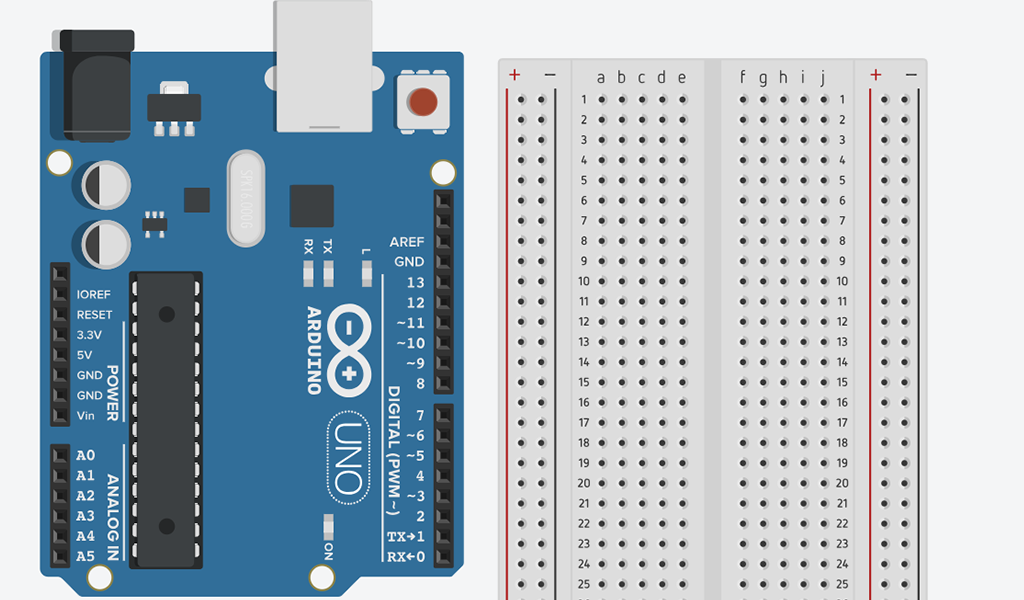 SPK16.000G
RX
TX
L
AREF
GND
13
12
~11
~10
~9
8
7
~6
~5
4
~3
2
TX→1
RX←0
DIGITAL (PWM ~)
ARDUINO
UNO
ON
IOREF
RESET
3.3V
5V
GND
GND
Vin
POWER
A0
A1
A2
A3
A4
A5
ANALOG IN
+ − a b c d e f g h i j + −
1 1
2 2
3 3
4 4
5 5
6 6
7 7
8 8
9 9
10 10
11 11
12 12
13 13
14 14
15 15
16 16
17 17
18 18
19 19
20 20
21 21
22 22
23 23
24 24
25 25